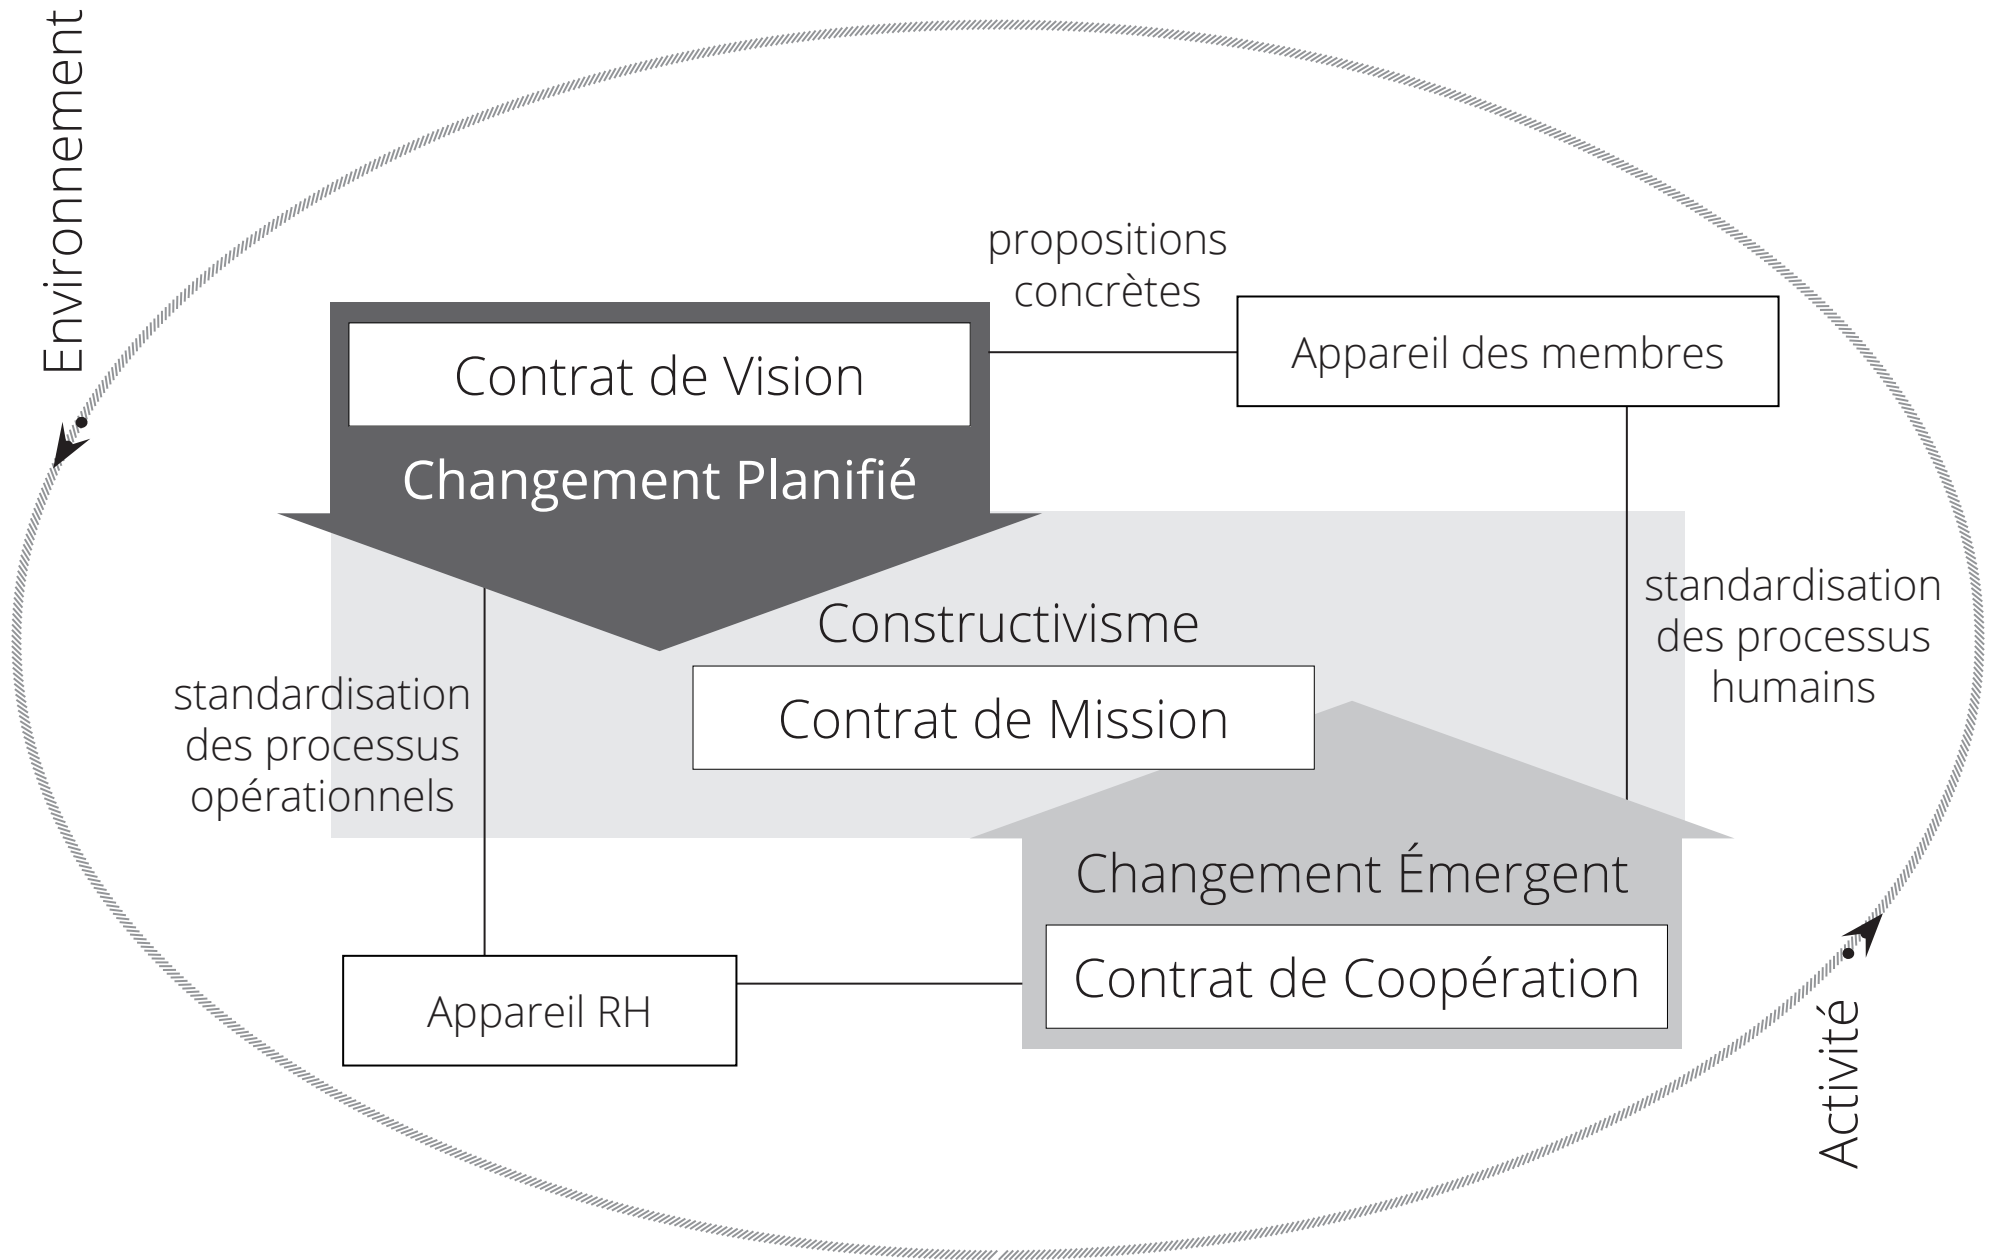 Environnement
propositions
concrètes
Contrat de Vision
Appareil des membres
Changement Planifié
standardisation
des processus
humains
Constructivisme
Contrat de Mission
standardisation
des processus
opérationnels
Changement Émergent
Contrat de Coopération
Appareil RH
Activité